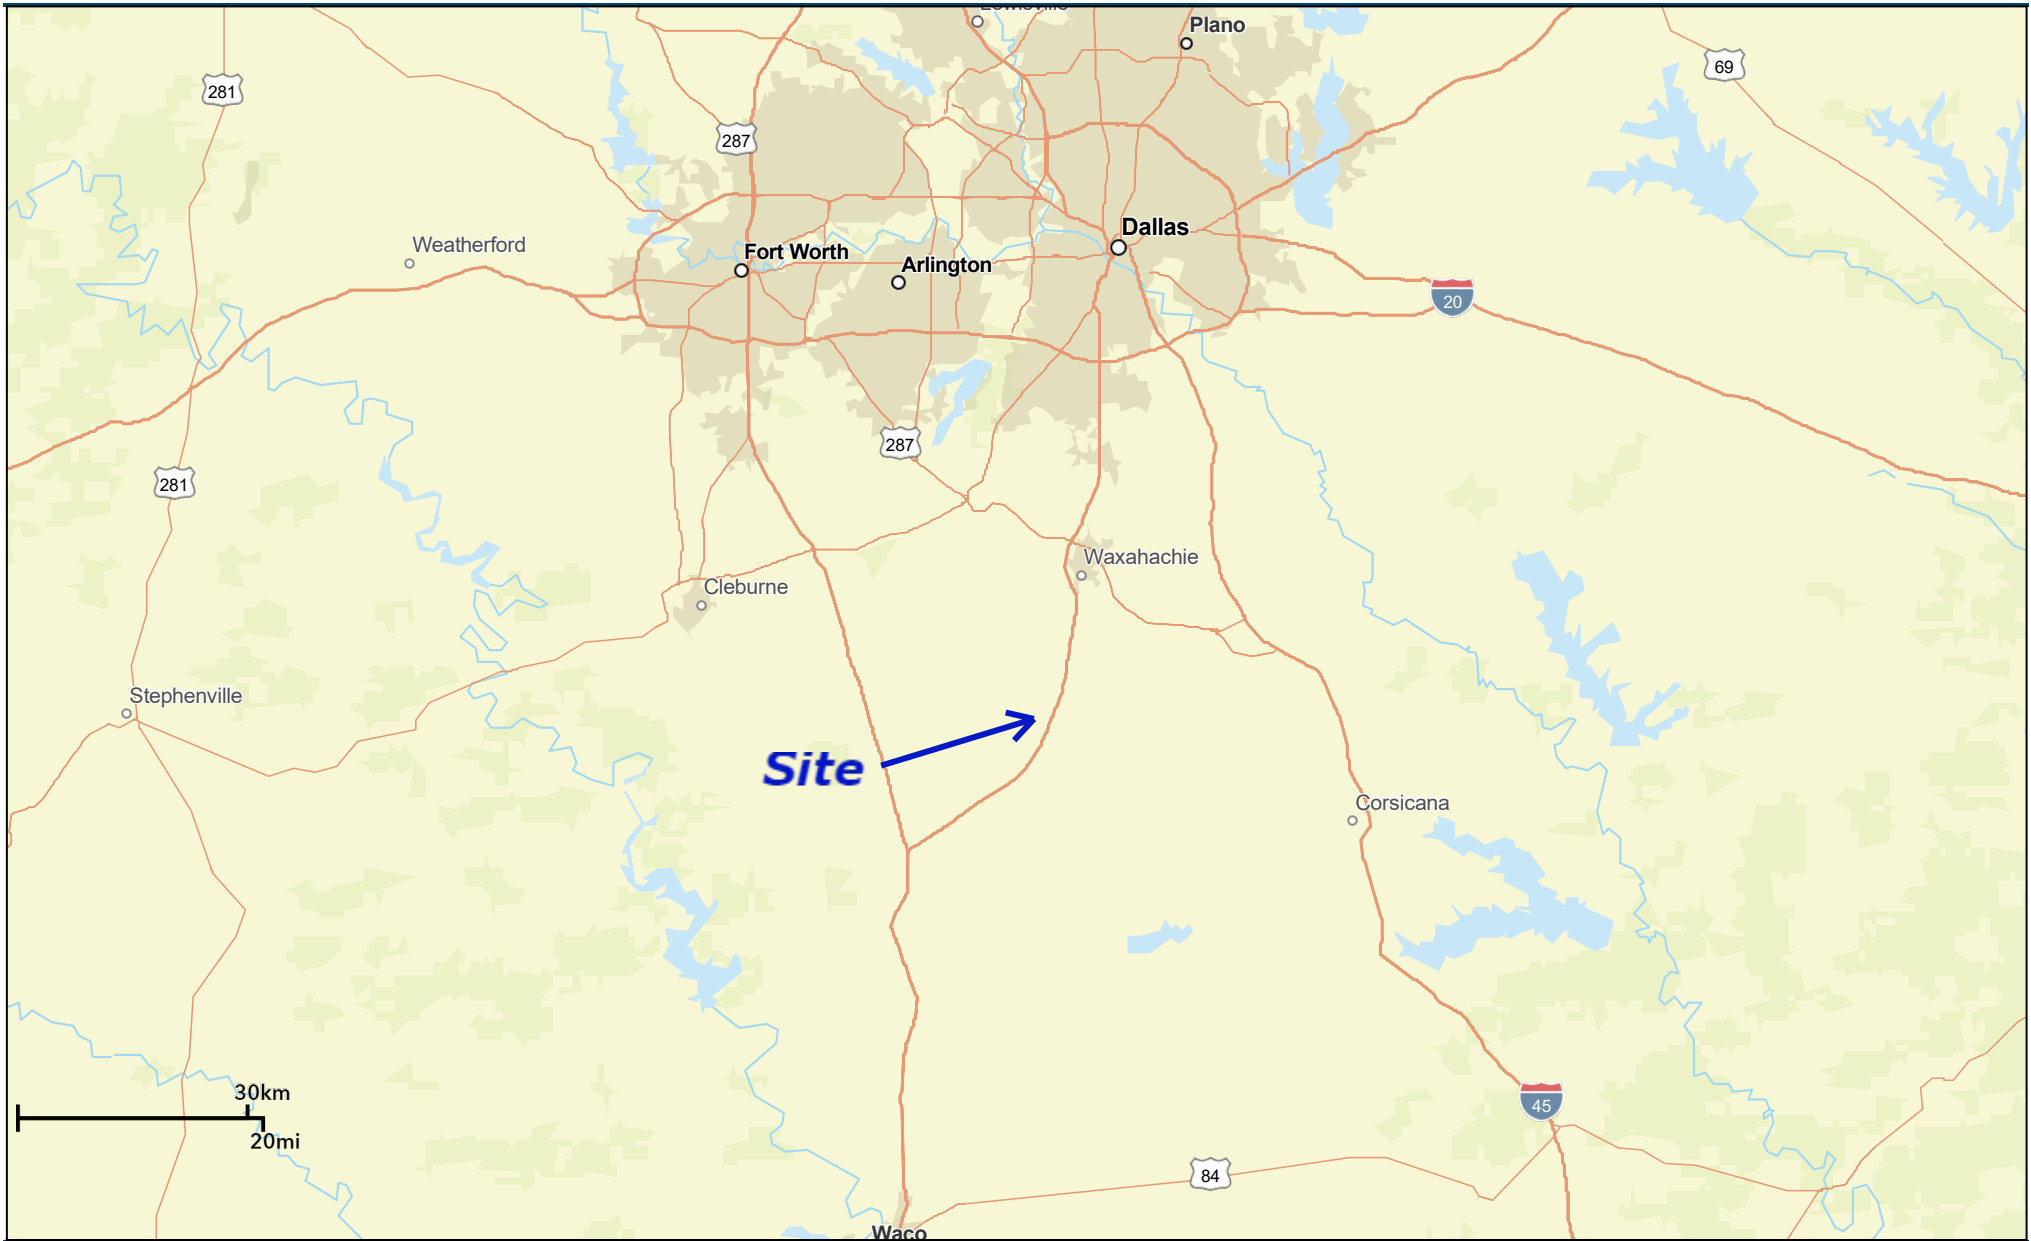 Lewisville
Plano
281
69
287
Dallas
Weatherford
Fort Worth
Arlington
20
287
281
Waxahachie
Cleburne
Stephenville
Site
Corsicana
30km
45
20mi
84
Waco